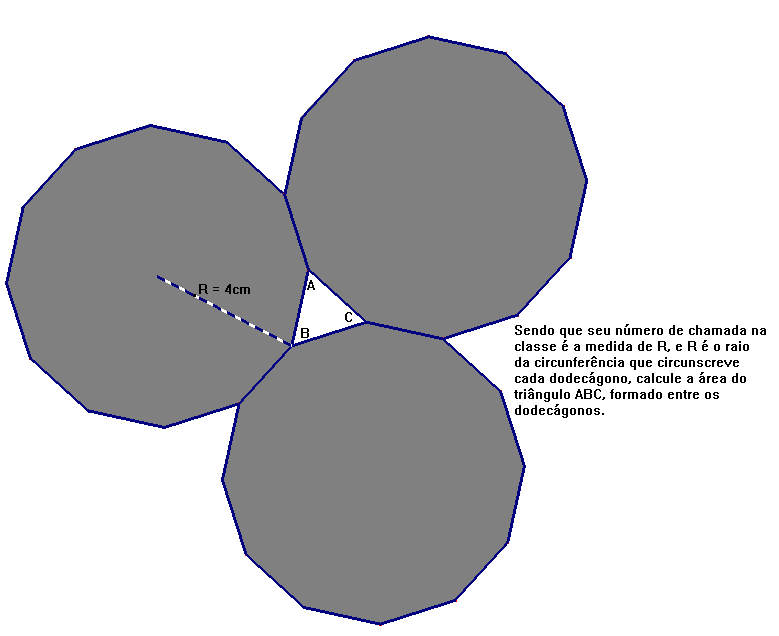 R = 4cm
A
C
B
Sendo que seu número de chamada na
classe é a medida de R, e R é o raio
da circunferência que circunscreve
cada dodecágono, calcule a área do
triângulo ABC, formado entre os
dodecágonos.